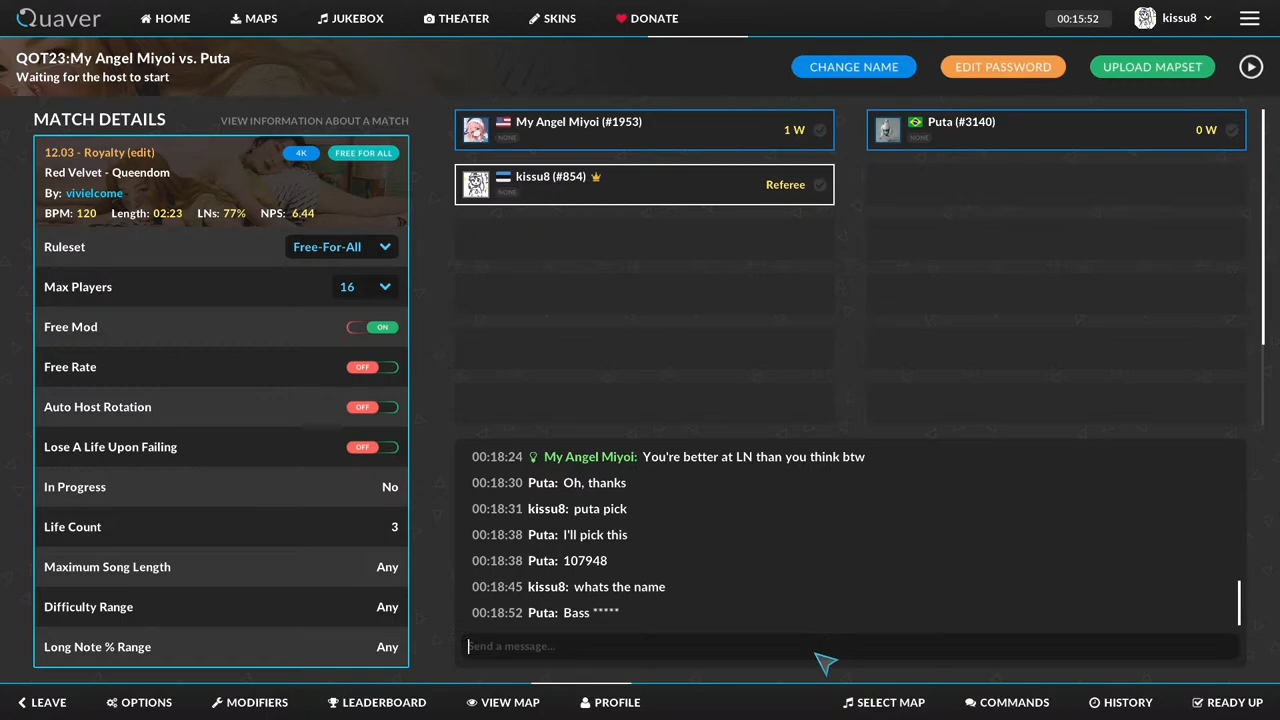 Quaver
HOME
MAPS
JUKEBOX
THEATER
SKINS
DONATE
00:15:52
kissu8
QOT23:My Angel Miyoi vs. Puta
Waiting for the host to start
CHANGE NAME
EDIT PASSWORD
UPLOAD MAPSET
MATCH DETAILS
VIEW INFORMATION ABOUT A MATCH
12.03 - Royalty (edit)
4K
FREE FOR ALL
Red Velvet - Queendom
By: vivielcome
BPM: 120 Length: 02:23 LNs: 77% NPS: 6.44
Ruleset Free-For-All
Max Players 16
Free Mod ON
Free Rate OFF
Auto Host Rotation OFF
Lose A Life Upon Failing OFF
In Progress No
Life Count 3
Maximum Song Length Any
Difficulty Range Any
Long Note % Range Any
My Angel Miyoi (#1953)
NONE
1 W
Puta (#3140)
NONE
0 W
kissu8 (#854)
NONE
Referee
00:18:24 My Angel Miyoi: You're better at LN than you think btw
00:18:30 Puta: Oh, thanks
00:18:31 kissu8: puta pick
00:18:38 Puta: I'll pick this
00:18:38 Puta: 107948
00:18:45 kissu8: whats the name
00:18:52 Puta: Bass *****
Send a message...
LEAVE
OPTIONS
MODIFIERS
LEADERBOARD
VIEW MAP
PROFILE
SELECT MAP
COMMANDS
HISTORY
READY UP